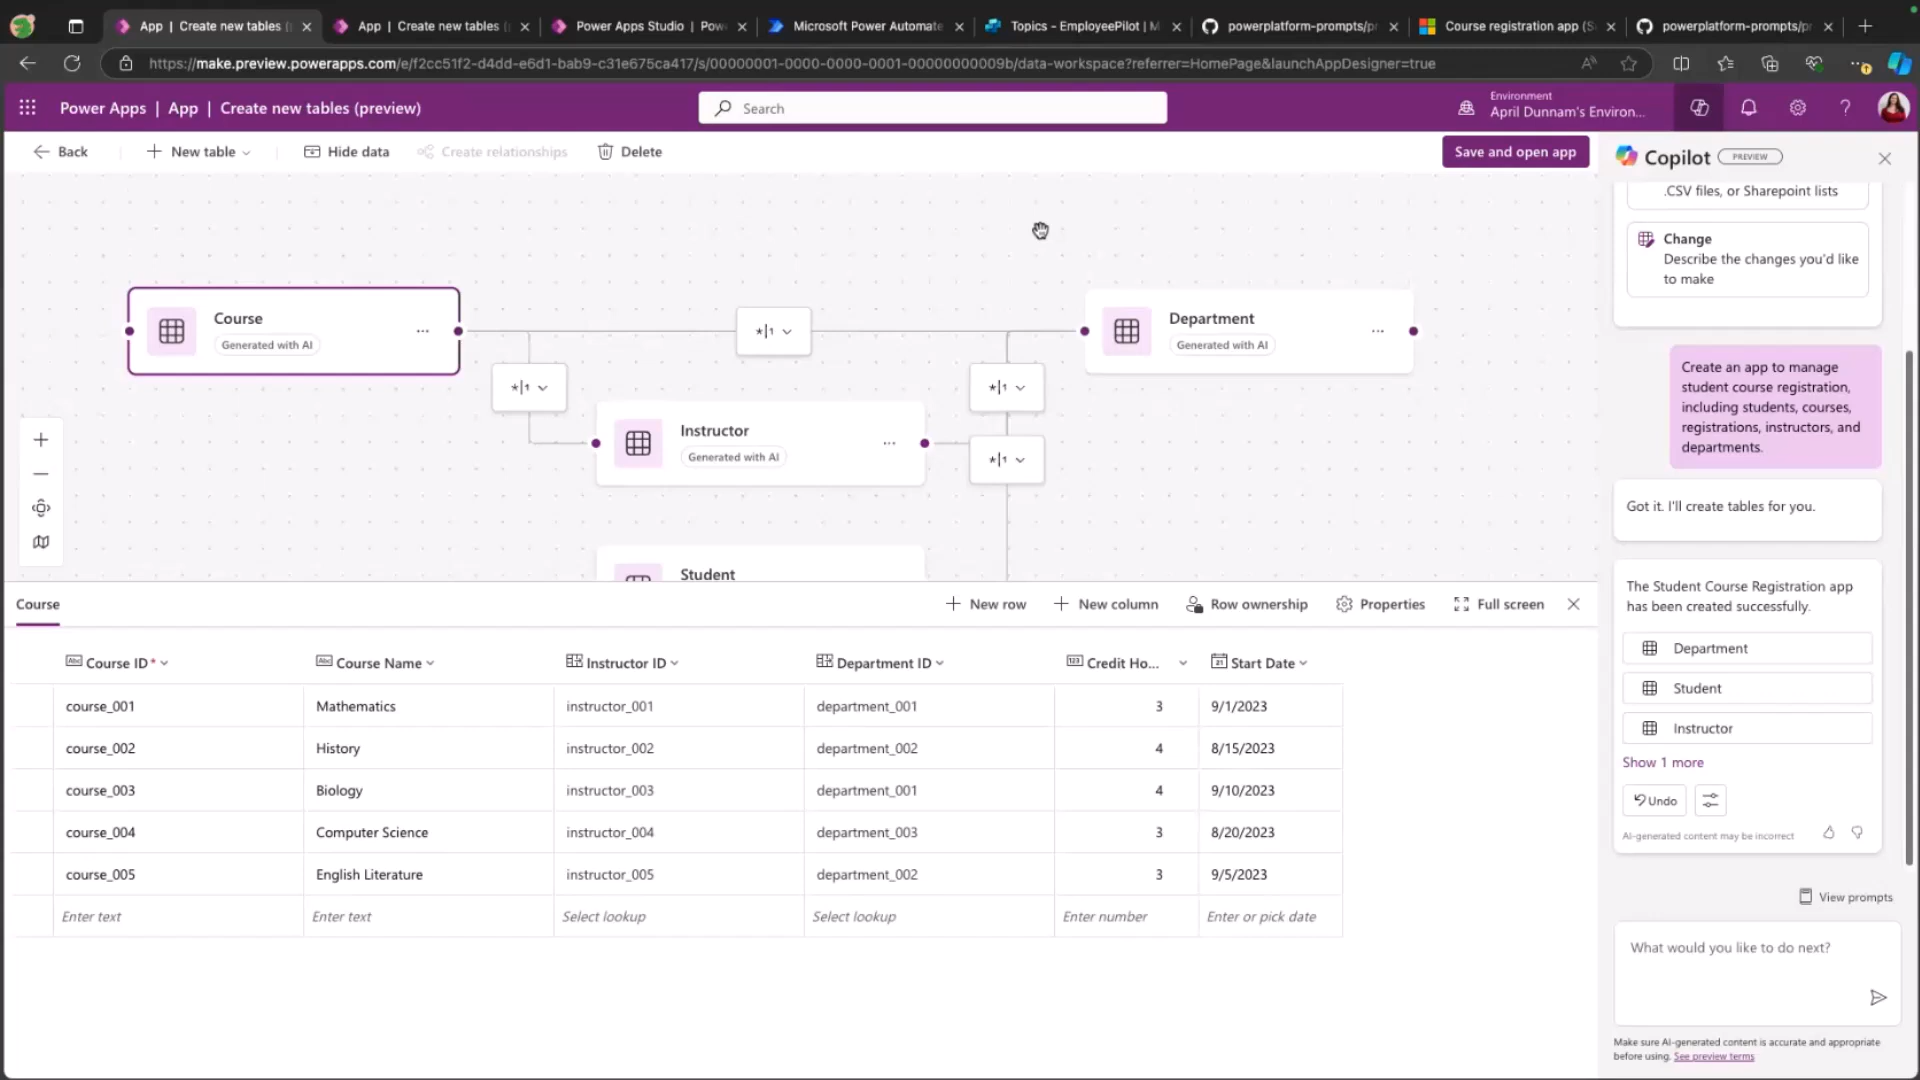 App | Create new tables (
App | Create new tables (
Power Apps Studio | Pow
Microsoft Power Automate
Topics - EmployeePilot | M
powerplatform-prompts/pr
Course registration app (S
powerplatform-prompts/pr
https://make.preview.powerapps.com/e/f2cc51f2-d4dd-e6d1-bab9-c31e675ca417/s/00000001-0000-0000-0001-00000000009b/data-workspace?referrer=HomePage&launchAppDesigner=true
Power Apps | App | Create new tables (preview)
Search
Environment
April Dunnam's Environ...
Back
New table
Hide data
Create relationships
Delete
Save and open app
Copilot PREVIEW
.CSV files, or Sharepoint lists
Change
Describe the changes you'd like
to make
Course
Generated with AI
*|1
*|1
Department
Generated with AI
*|1
*|1
Instructor
Generated with AI
Student
Create an app to manage
student course registration,
including students, courses,
registrations, instructors, and
departments.
Got it. I'll create tables for you.
The Student Course Registration app
has been created successfully.
Department
Student
Instructor
Show 1 more
Undo
AI-generated content may be incorrect
View prompts
What would you like to do next?
Make sure AI-generated content is accurate and appropriate
before using. See preview terms
Course
New row
New column
Row ownership
Properties
Full screen
Course ID* Course Name Instructor ID Department ID Credit Ho... Start Date
course_001 Mathematics instructor_001 department_001 3 9/1/2023
course_002 History instructor_002 department_002 4 8/15/2023
course_003 Biology instructor_003 department_001 4 9/10/2023
course_004 Computer Science instructor_004 department_003 3 8/20/2023
course_005 English Literature instructor_005 department_002 3 9/5/2023
Enter text Enter text Select lookup Select lookup Enter number Enter or pick date